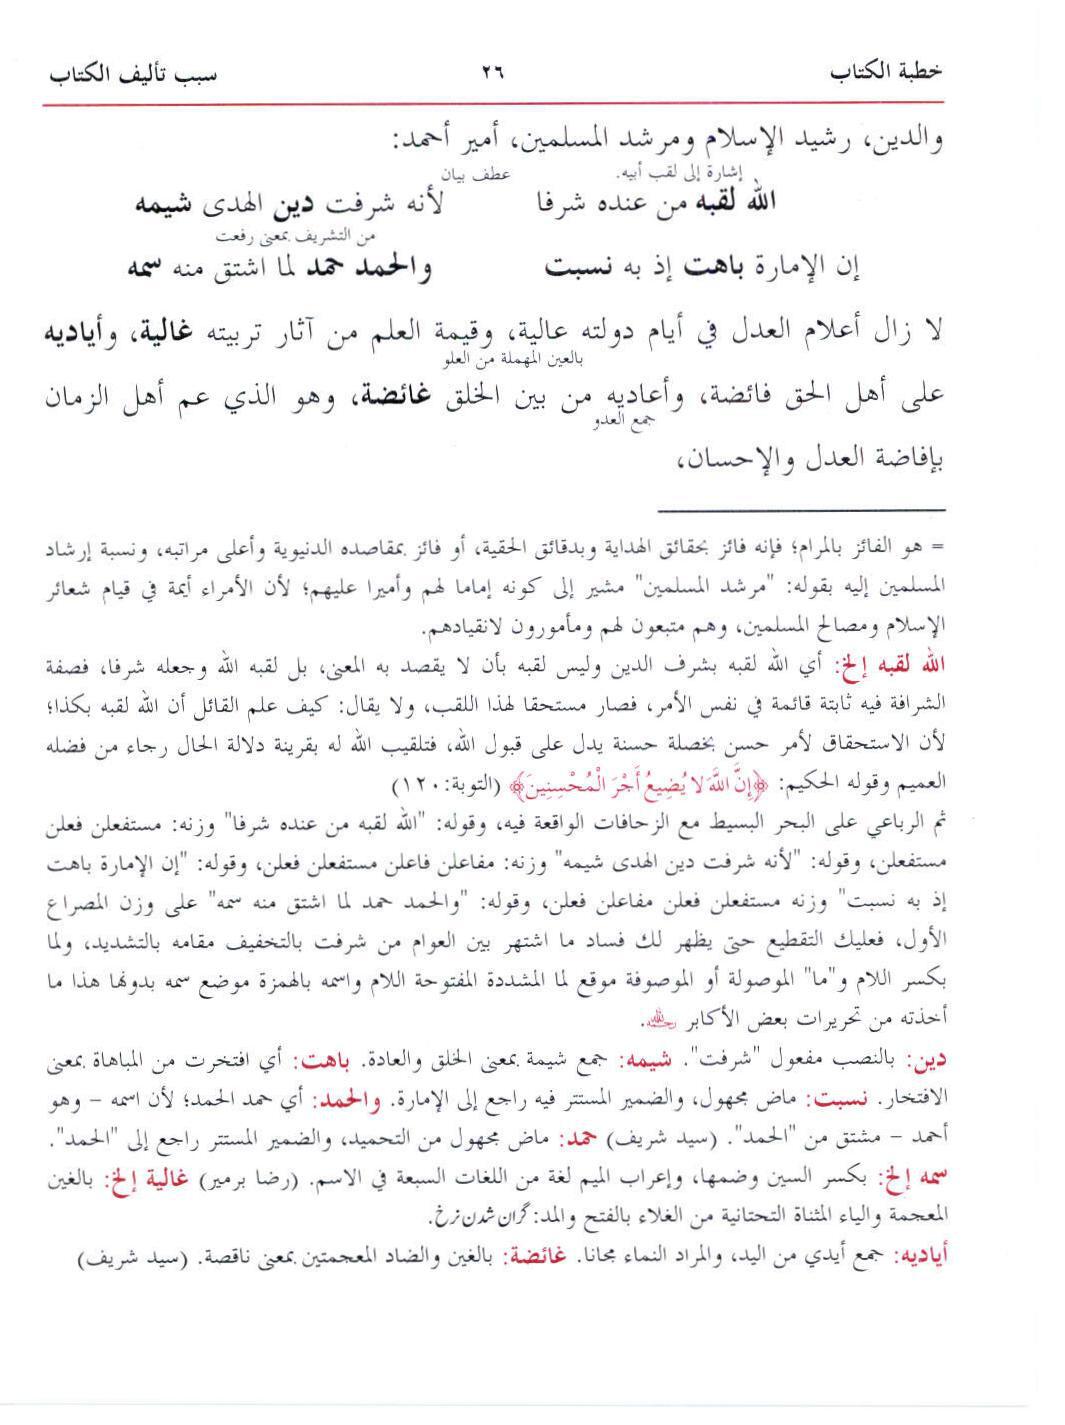 خطبة الكتاب ٢٦ سبب تأليف الكتاب
والدين، رشيد الإسلام ومرشد المسلمين، أمير أحمد:
إشارة إلى لقب أبيه. عطف بيان
الله لقبه من عنده شرفا لأنه شرفت دين الهدى شيمه
من التشريف بمعنى رفعت
إن الإمارة باهت إذ به نسبت والحمد حمد لما اشتق منه سمه
لا زال أعلام العدل في أيام دولته عالية، وقيمة العلم من آثار تربيته غالية، وأياديه
بالعين المهملة من العلو
على أهل الحق فائضة، وأعاديه من بين الخلق غائضة، وهو الذي عم أهل الزمان
جمع العدو
بإفاضة العدل والإحسان،
= هو الفائز بالمرام؛ فإنه فائز بحقائق الهداية وبدقائق الحقية، أو فائز بمقاصده الدنيوية وأعلى مراتبه، ونسبة إرشاد
المسلمين إليه بقوله: "مرشد المسلمين" مشير إلى كونه إماما لهم وأميرا عليهم؛ لأن الأمراء أيمة في قيام شعائر
الإسلام ومصالح المسلمين، وهم متبعون لهم ومأمورون لانقيادهم.
الله لقبه إلخ: أي الله لقبه بشرف الدين وليس لقبه بأن لا يقصد به المعنى، بل لقبه الله وجعله شرفا، فصفة
الشرافة فيه ثابتة قائمة في نفس الأمر، فصار مستحقا لهذا اللقب، ولا يقال: كيف علم القائل أن الله لقبه بكذا؛
لأن الاستحقاق لأمر حسن بخصلة حسنة يدل على قبول الله، فتلقيب الله له بقرينة دلالة الحال رجاء من فضله
العميم وقوله الحكيم: ﴿إِنَّ اللَّهَ لا يُضِيعُ أَجْرَ الْمُحْسِنِينَ﴾ (التوبة: ١٢٠)
ثم الرباعي على البحر البسيط مع الزحافات الواقعة فيه، وقوله: "الله لقبه من عنده شرفا" وزنه: مستفعلن فعلن
مستفعلن، وقوله: "لأنه شرفت دين الهدى شيمه" وزنه: مفاعلن فاعلن مستفعلن فعلن، وقوله: "إن الإمارة باهت
إذ به نسبت" وزنه مستفعلن فعلن مفاعلن فعلن، وقوله: "والحمد حمد لما اشتق منه سمه" على وزن المصراع
الأول، فعليك التقطيع حتى يظهر لك فساد ما اشتهر بين العوام من شرفت بالتخفيف مقامه بالتشديد، ولما
بكسر اللام و"ما" الموصولة أو الموصوفة موقع لما المشددة المفتوحة اللام واسمه بالهمزة موضع سمه بدونها هذا ما
أخذته من تحريرات بعض الأكابر رحمه الله.
دين: بالنصب مفعول "شرفت". شيمه: جمع شيمة بمعنى الخلق والعادة. باهت: أي افتخرت من المباهاة بمعنى
الافتخار. نسبت: ماض مجهول، والضمير المستتر فيه راجع إلى الإمارة. والحمد: أي حمد الحمد؛ لأن اسمه – وهو
أحمد – مشتق من "الحمد". (سيد شريف) حمد: ماض مجهول من التحميد، والضمير المستتر راجع إلى "الحمد".
سمه إلخ: بكسر السين وضمها، وإعراب الميم لغة من اللغات السبعة في الاسم. (رضا برمير) غالية إلخ: بالغين
المعجمة والياء المثناة التحتانية من الغلاء بالفتح والمد: گران شدن نرخ.
أياديه: جمع أيدي من اليد، والمراد النماء مجانا. غائضة: بالغين والضاد المعجمتين بمعنى ناقصة. (سيد شريف)